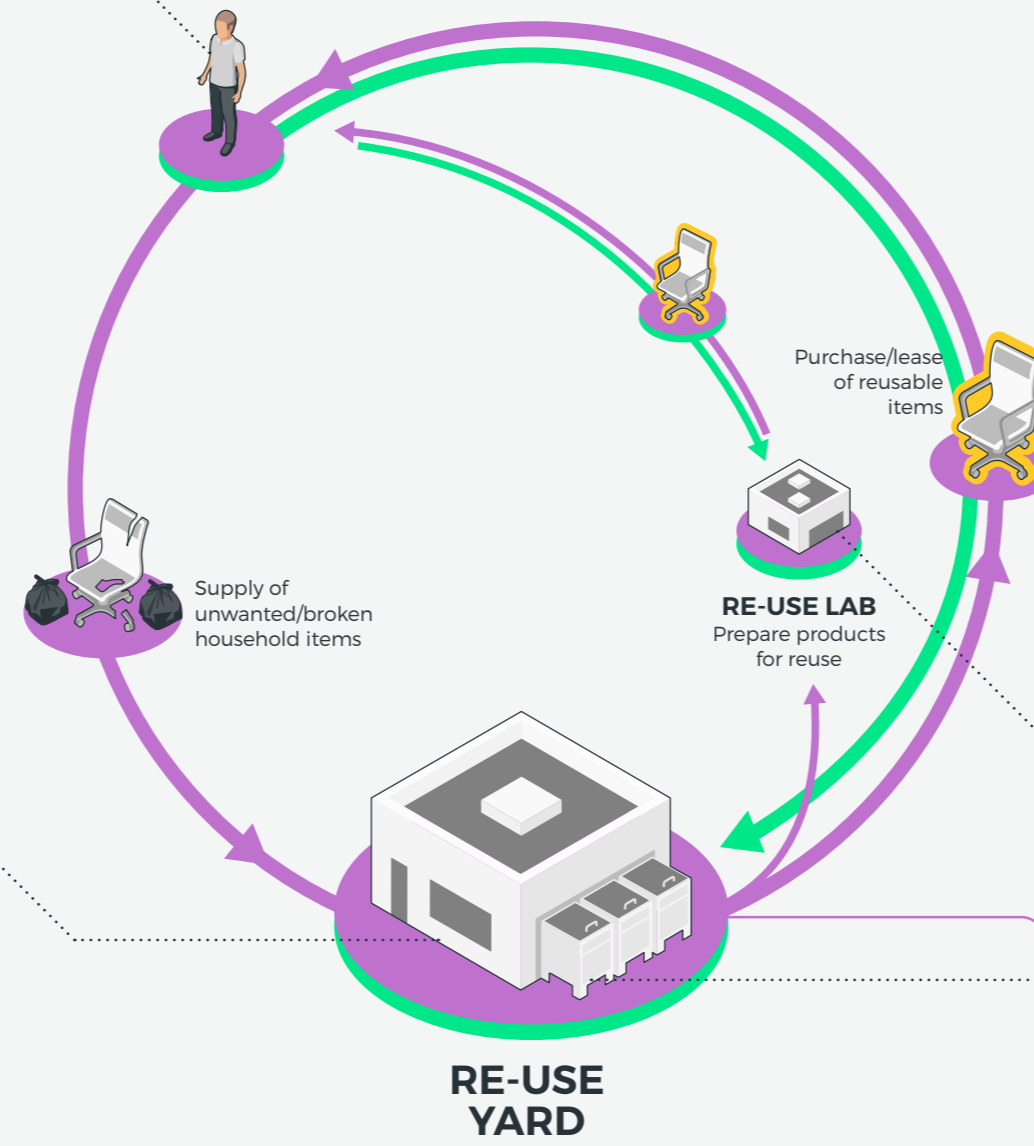 Purchase/lease
of reusable
items
Supply of
unwanted/broken
household items
RE-USE LAB
Prepare products
for reuse
RE-USE
YARD